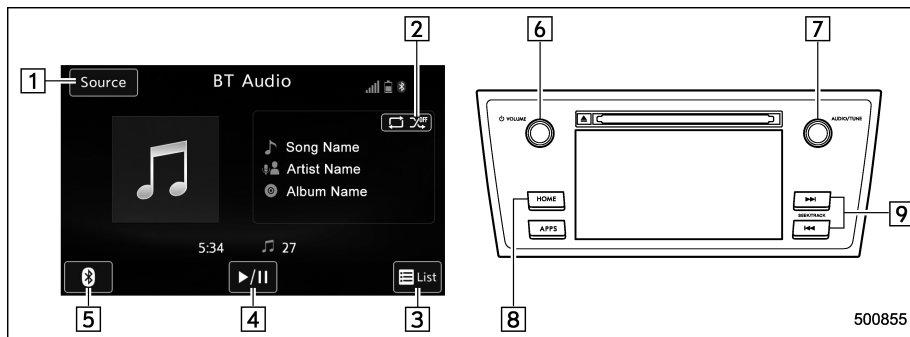 2
6
7
1
Source
BT Audio
OFF
VOLUME
AUDIO/TUNE
Song Name
Artist Name
Album Name
HOME
SEEK/TRACK
9
APPS
5:34
27
List
5
4
3
8
500855